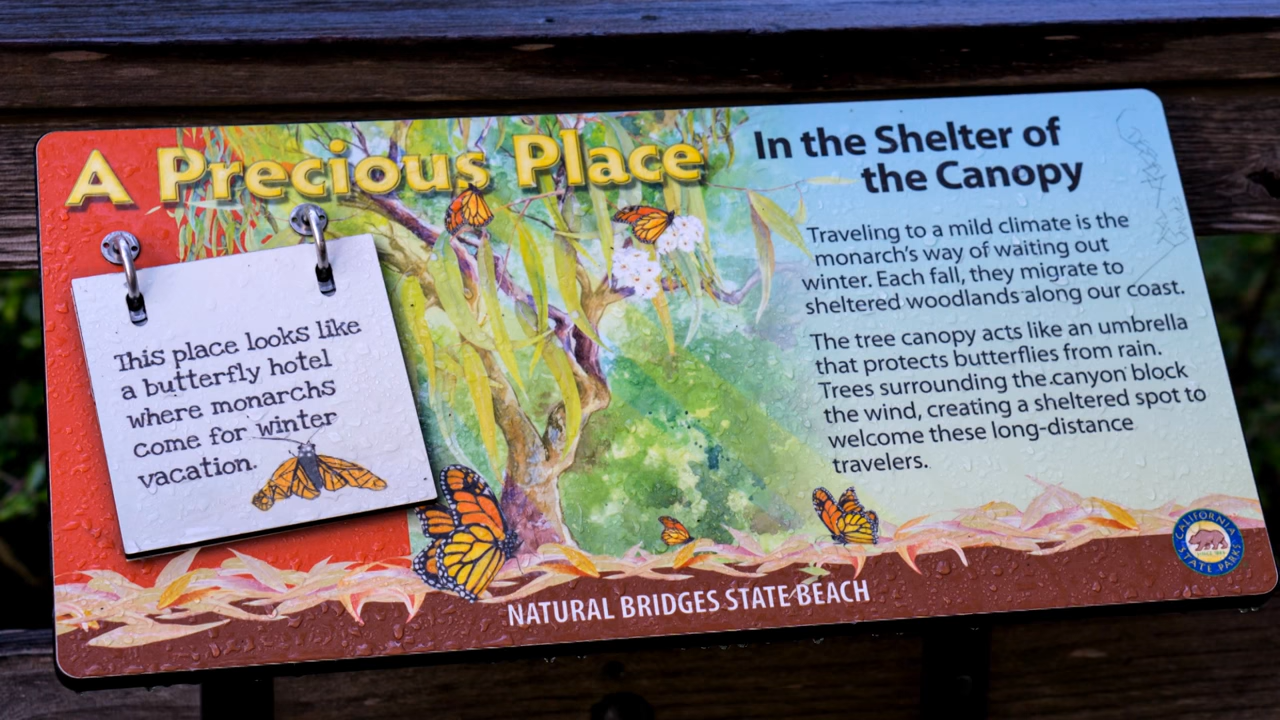 A Precious Place
This place looks like
a butterfly hotel
where monarchs
come for winter
vacation.
In the Shelter of
the Canopy
Traveling to a mild climate is the
monarch's way of waiting out
winter. Each fall, they migrate to
sheltered woodlands along our coast.
The tree canopy acts like an umbrella
that protects butterflies from rain.
Trees surrounding the canyon block
the wind, creating a sheltered spot to
welcome these long-distance
travelers.
NATURAL BRIDGES STATE BEACH
CALIFORNIA
STATE PARKS